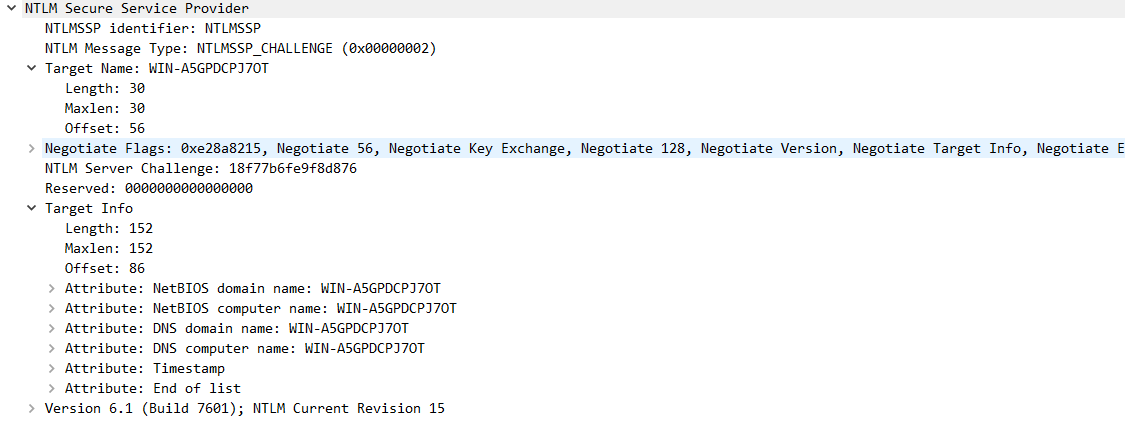 NTLM Secure Service Provider
NTLMSSP identifier: NTLMSSP
NTLM Message Type: NTLMSSP_CHALLENGE (0x00000002)
Target Name: WIN-A5GPDCPJ7OT
Length: 30
Maxlen: 30
Offset: 56
Negotiate Flags: 0xe28a8215, Negotiate 56, Negotiate Key Exchange, Negotiate 128, Negotiate Version, Negotiate Target Info, Negotiate E
NTLM Server Challenge: 18f77b6fe9f8d876
Reserved: 0000000000000000
Target Info
Length: 152
Maxlen: 152
Offset: 86
Attribute: NetBIOS domain name: WIN-A5GPDCPJ7OT
Attribute: NetBIOS computer name: WIN-A5GPDCPJ7OT
Attribute: DNS domain name: WIN-A5GPDCPJ7OT
Attribute: DNS computer name: WIN-A5GPDCPJ7OT
Attribute: Timestamp
Attribute: End of list
Version 6.1 (Build 7601); NTLM Current Revision 15